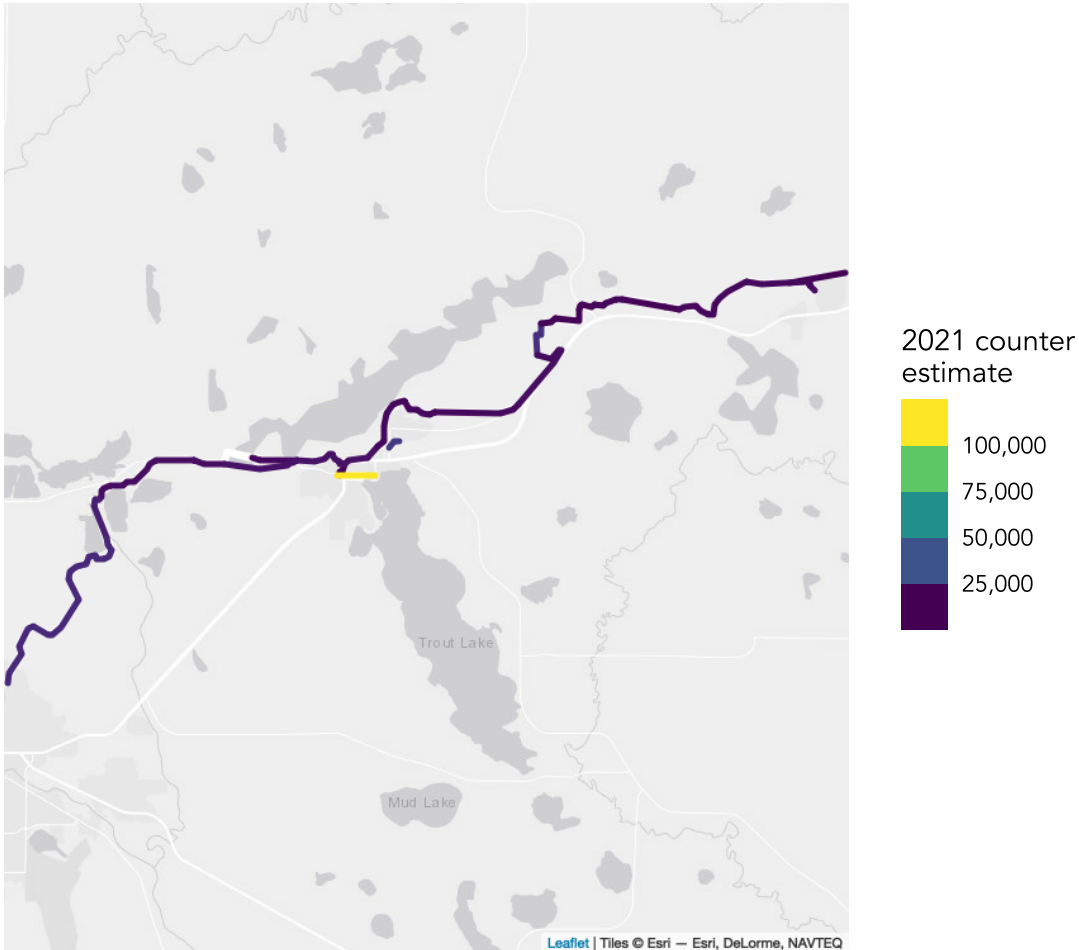 2021 counter
estimate
100,000
75,000
50,000
25,000
Trout Lake
Mud Lake
Leaflet | Tiles © Esri — Esri, DeLorme, NAVTEQ